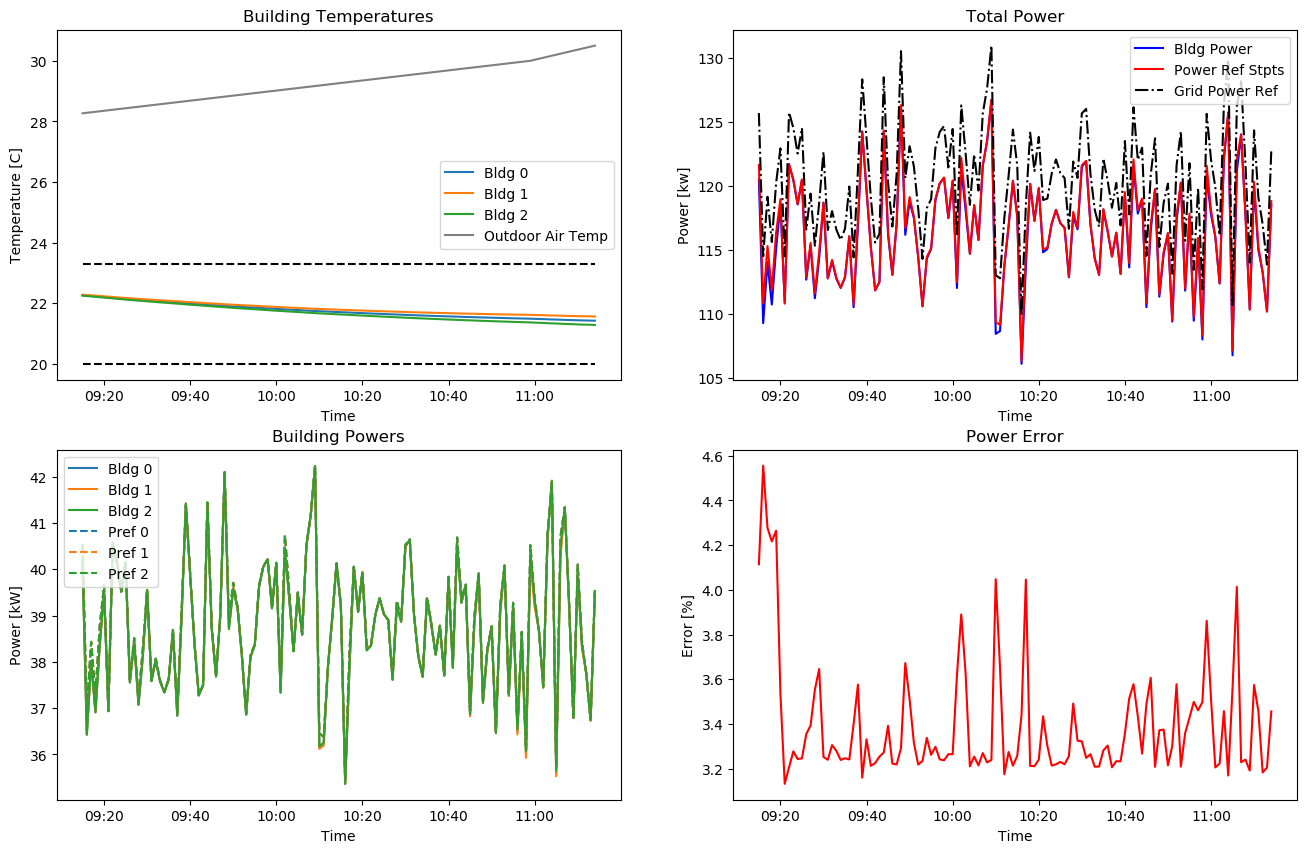 Building Temperatures
Temperature [C]
30
28
26
24
22
20
Bldg 0
Bldg 1
Bldg 2
Outdoor Air Temp
09:20 09:40 10:00 10:20 10:40 11:00
Time
Total Power
Power [kw]
130
125
120
115
110
105
Bldg Power
Power Ref Stpts
Grid Power Ref
09:20 09:40 10:00 10:20 10:40 11:00
Time
Building Powers
Power [kW]
42
41
40
39
38
37
36
Bldg 0
Bldg 1
Bldg 2
Pref 0
Pref 1
Pref 2
09:20 09:40 10:00 10:20 10:40 11:00
Time
Power Error
Error [%]
4.6
4.4
4.2
4.0
3.8
3.6
3.4
3.2
09:20 09:40 10:00 10:20 10:40 11:00
Time